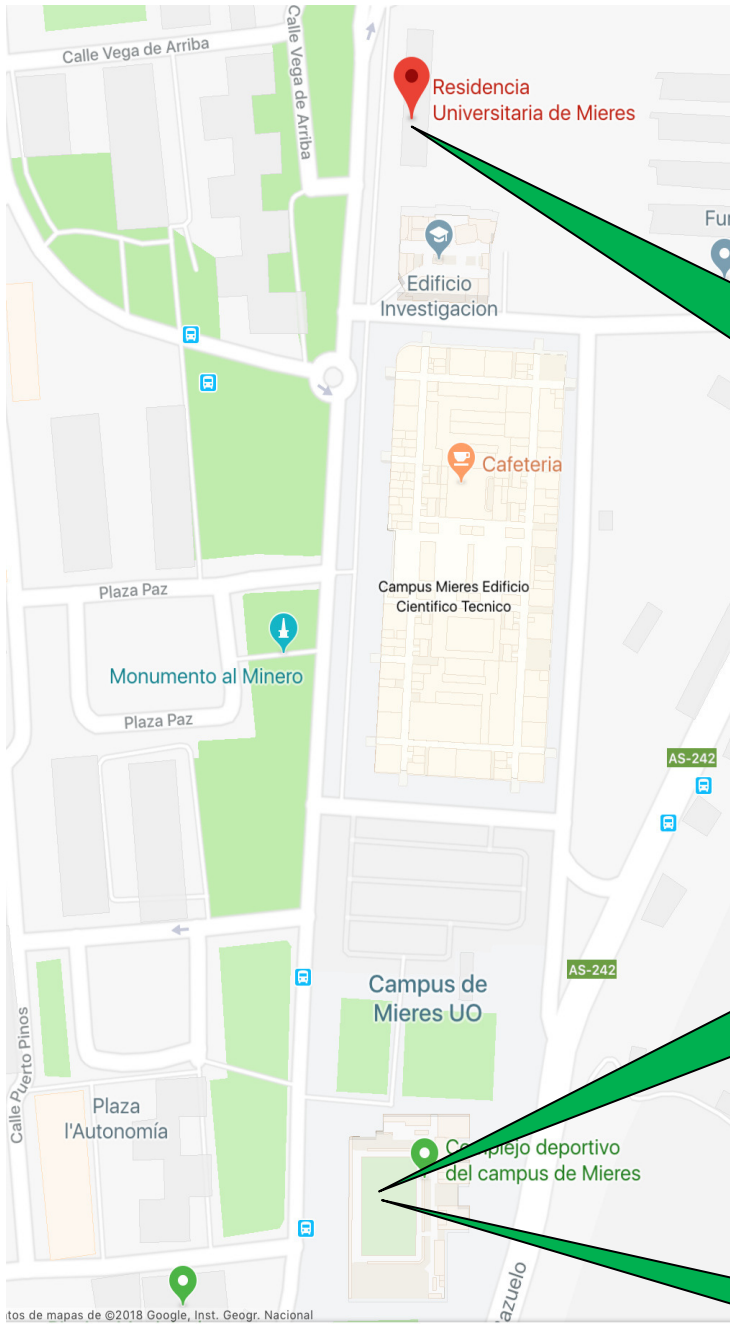 Calle Vega de Arriba
Calle Vega de Arriba
Residencia
Universitaria de Mieres
Fu
Edificio
Investigacion
Cafeteria
Campus Mieres Edificio
Cientifico Tecnico
Plaza Paz
Monumento al Minero
Plaza Paz
AS-242
AS-242
Campus de
Mieres UO
Calle Puerto Pinos
Plaza
l'Autonomía
deportivo
del campus de Mieres
azuelo
tos de mapas de ©2018 Google, Inst. Geogr. Nacional